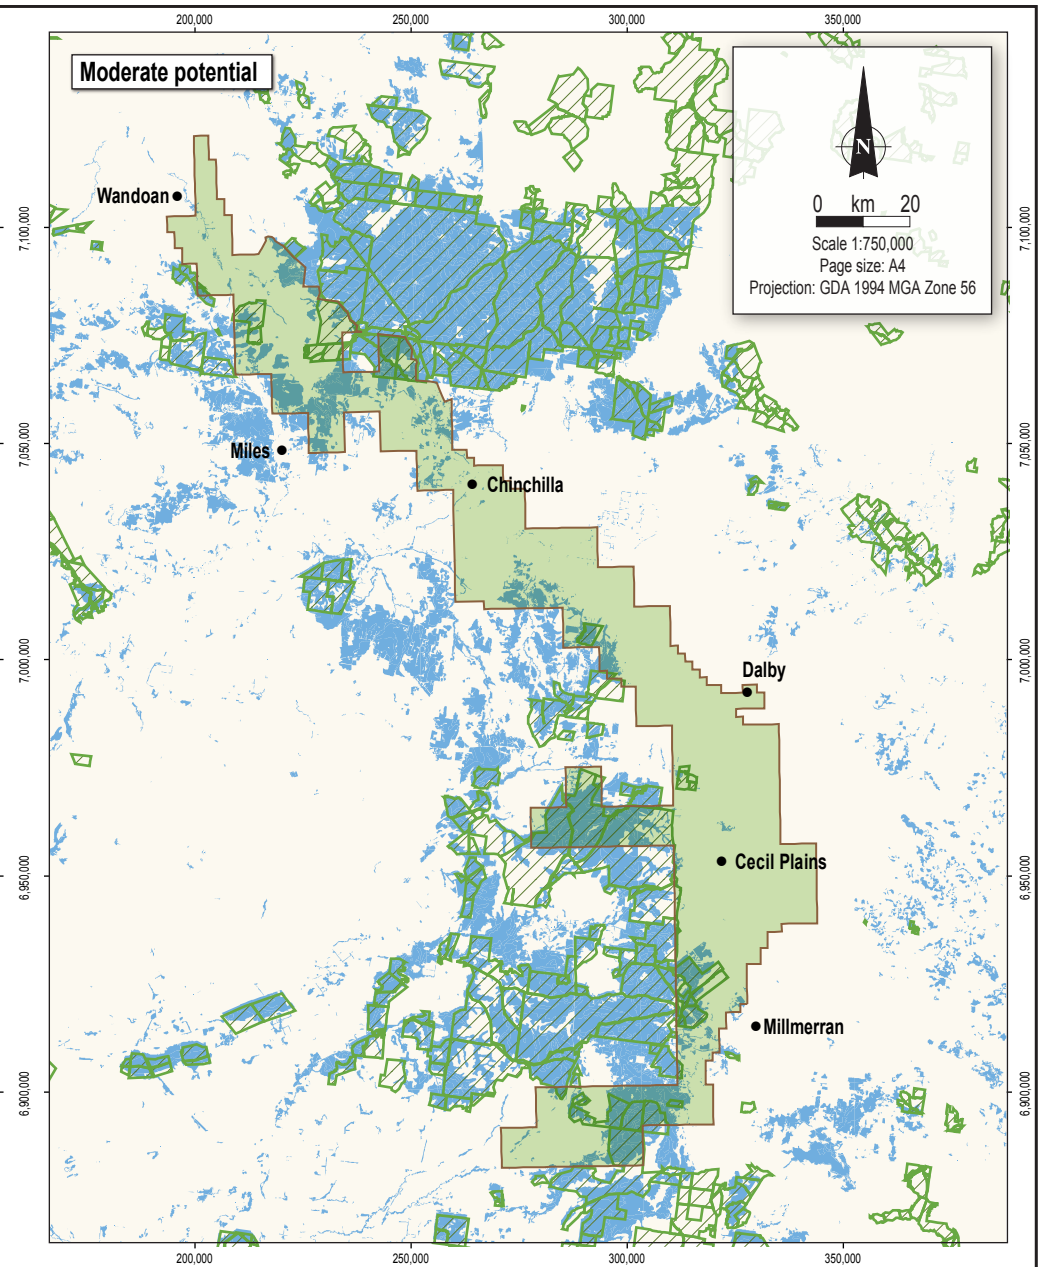 200,000 250,000 300,000 350,000
Moderate potential
N
0 km 20
Scale 1:750,000
Page size: A4
Projection: GDA 1994 MGA Zone 56
Wandoan
7,100,000 7,100,000
Miles
7,050,000 7,050,000
Chinchilla
7,000,000 7,000,000
Dalby
Cecil Plains
6,950,000 6,950,000
Millmerran
6,900,000 6,900,000
200,000 250,000 300,000 350,000